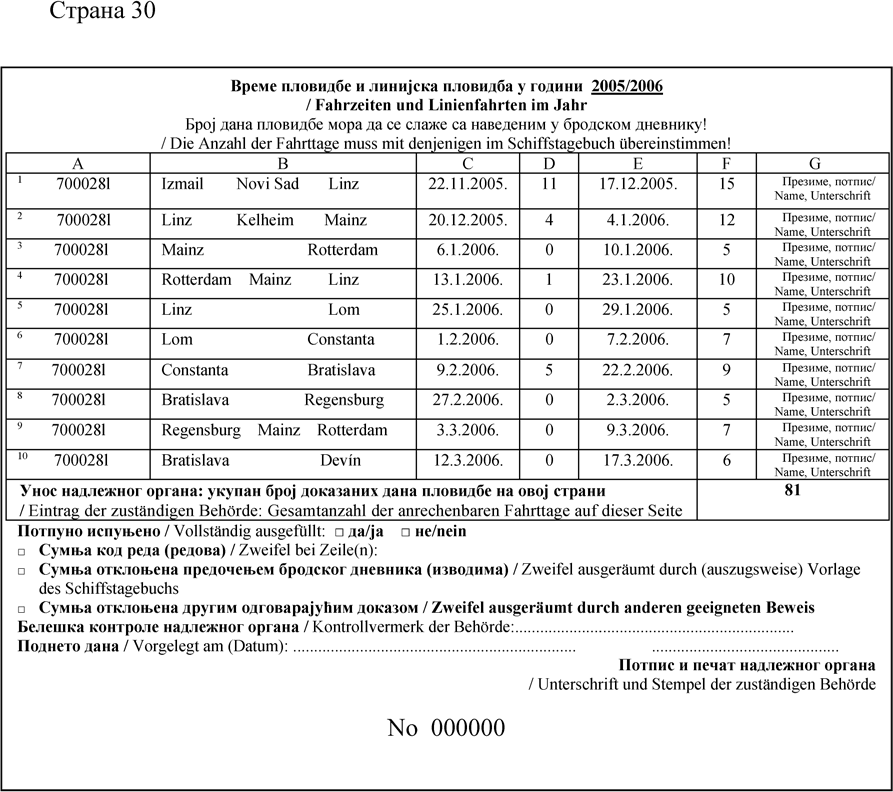 Страна 30
Време пловидбе и линијска пловидба у години 2005/2006
/ Fahrzeiten und Linienfahrten im Jahr
Број дана пловидбе мора да се слаже са наведеним у бродском дневнику!
/ Die Anzahl der Fahrttage muss mit denjenigen im Schiffstagebuch übereinstimmen!
A B C D E F G
1 700028l Izmail Novi Sad Linz 22.11.2005. 11 17.12.2005. 15 Презиме, потпис/ Name, Unterschrift
2 700028l Linz Kelheim Mainz 20.12.2005. 4 4.1.2006. 12 Презиме, потпис/ Name, Unterschrift
3 700028l Mainz Rotterdam 6.1.2006. 0 10.1.2006. 5 Презиме, потпис/ Name, Unterschrift
4 700028l Rotterdam Mainz Linz 13.1.2006. 1 23.1.2006. 10 Презиме, потпис/ Name, Unterschrift
5 700028l Linz Lom 25.1.2006. 0 29.1.2006. 5 Презиме, потпис/ Name, Unterschrift
6 700028l Lom Constanta 1.2.2006. 0 7.2.2006. 7 Презиме, потпис/ Name, Unterschrift
7 700028l Constanta Bratislava 9.2.2006. 5 22.2.2006. 9 Презиме, потпис/ Name, Unterschrift
8 700028l Bratislava Regensburg 27.2.2006. 0 2.3.2006. 5 Презиме, потпис/ Name, Unterschrift
9 700028l Regensburg Mainz Rotterdam 3.3.2006. 0 9.3.2006. 7 Презиме, потпис/ Name, Unterschrift
10 700028l Bratislava Devín 12.3.2006. 0 17.3.2006. 6 Презиме, потпис/ Name, Unterschrift
Унос надлежног органа: укупан број доказаних дана пловидбе на овој страни 81
/ Eintrag der zuständigen Behörde: Gesamtanzahl der anrechenbaren Fahrttage auf dieser Seite
Потпуно испуњено / Vollständig ausgefüllt: □ да/ja □ не/nein
□ Сумња код реда (редова) / Zweifel bei Zeile(n):
□ Сумња отклоњена предочењем бродског дневника (извoдима) / Zweifel ausgeräumt durch (auszugsweise) Vorlage
des Schiffstagebuchs
□ Сумња отклоњена другим одговарајућим доказом / Zweifel ausgeräumt durch anderen geeigneten Beweis
Белешка контроле надлежног органа / Kontrollvermerk der Behörde:..................................................................
Поднето дана / Vorgelegt am (Datum): ................................................................... ............................................
Потпис и печат надлежног органа
/ Unterschrift und Stempel der zuständigen Behörde
No 000000